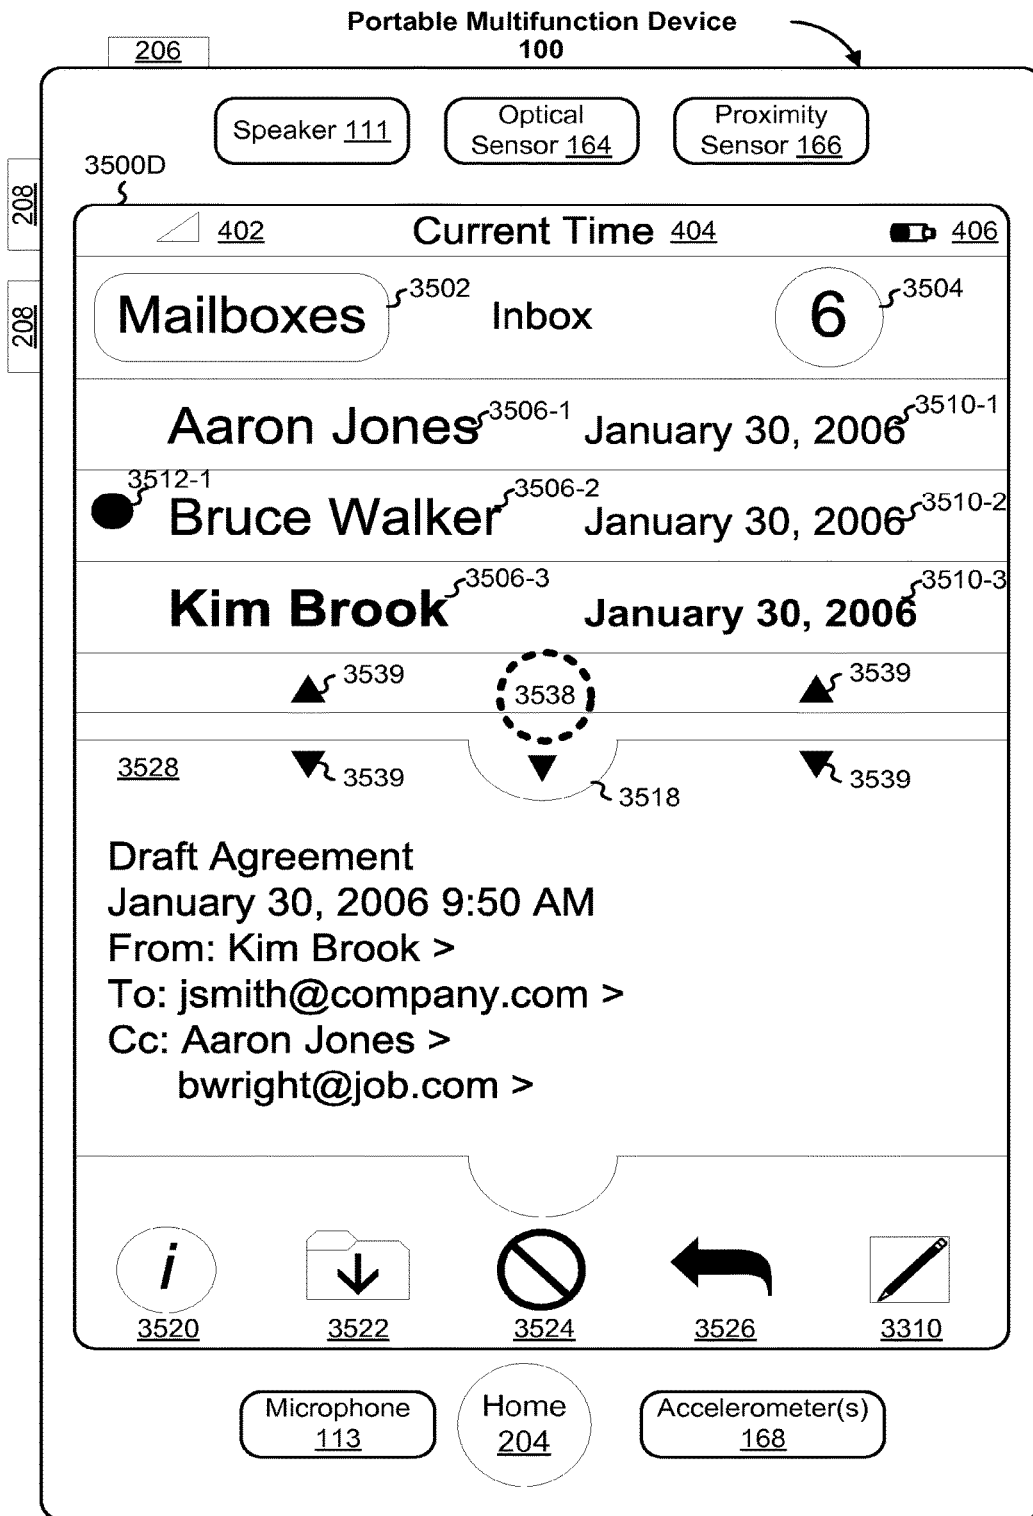 Portable Multifunction Device
100
206
Speaker 111
Optical
Sensor 164
Proximity
Sensor 166
3500D
208
208
402
Current Time 404
406
Mailboxes
3502
Inbox
6
3504
Aaron Jones
3506-1
January 30, 2006
3510-1
3512-1
Bruce Walker
3506-2
January 30, 2006
3510-2
Kim Brook
3506-3
January 30, 2006
3510-3
3539
3538
3539
3528
3539
3518
3539
Draft Agreement
January 30, 2006 9:50 AM
From: Kim Brook >
To: jsmith@company.com >
Cc: Aaron Jones >
bwright@job.com >
i
3520
3522
3524
3526
3310
Microphone
113
Home
204
Accelerometer(s)
168